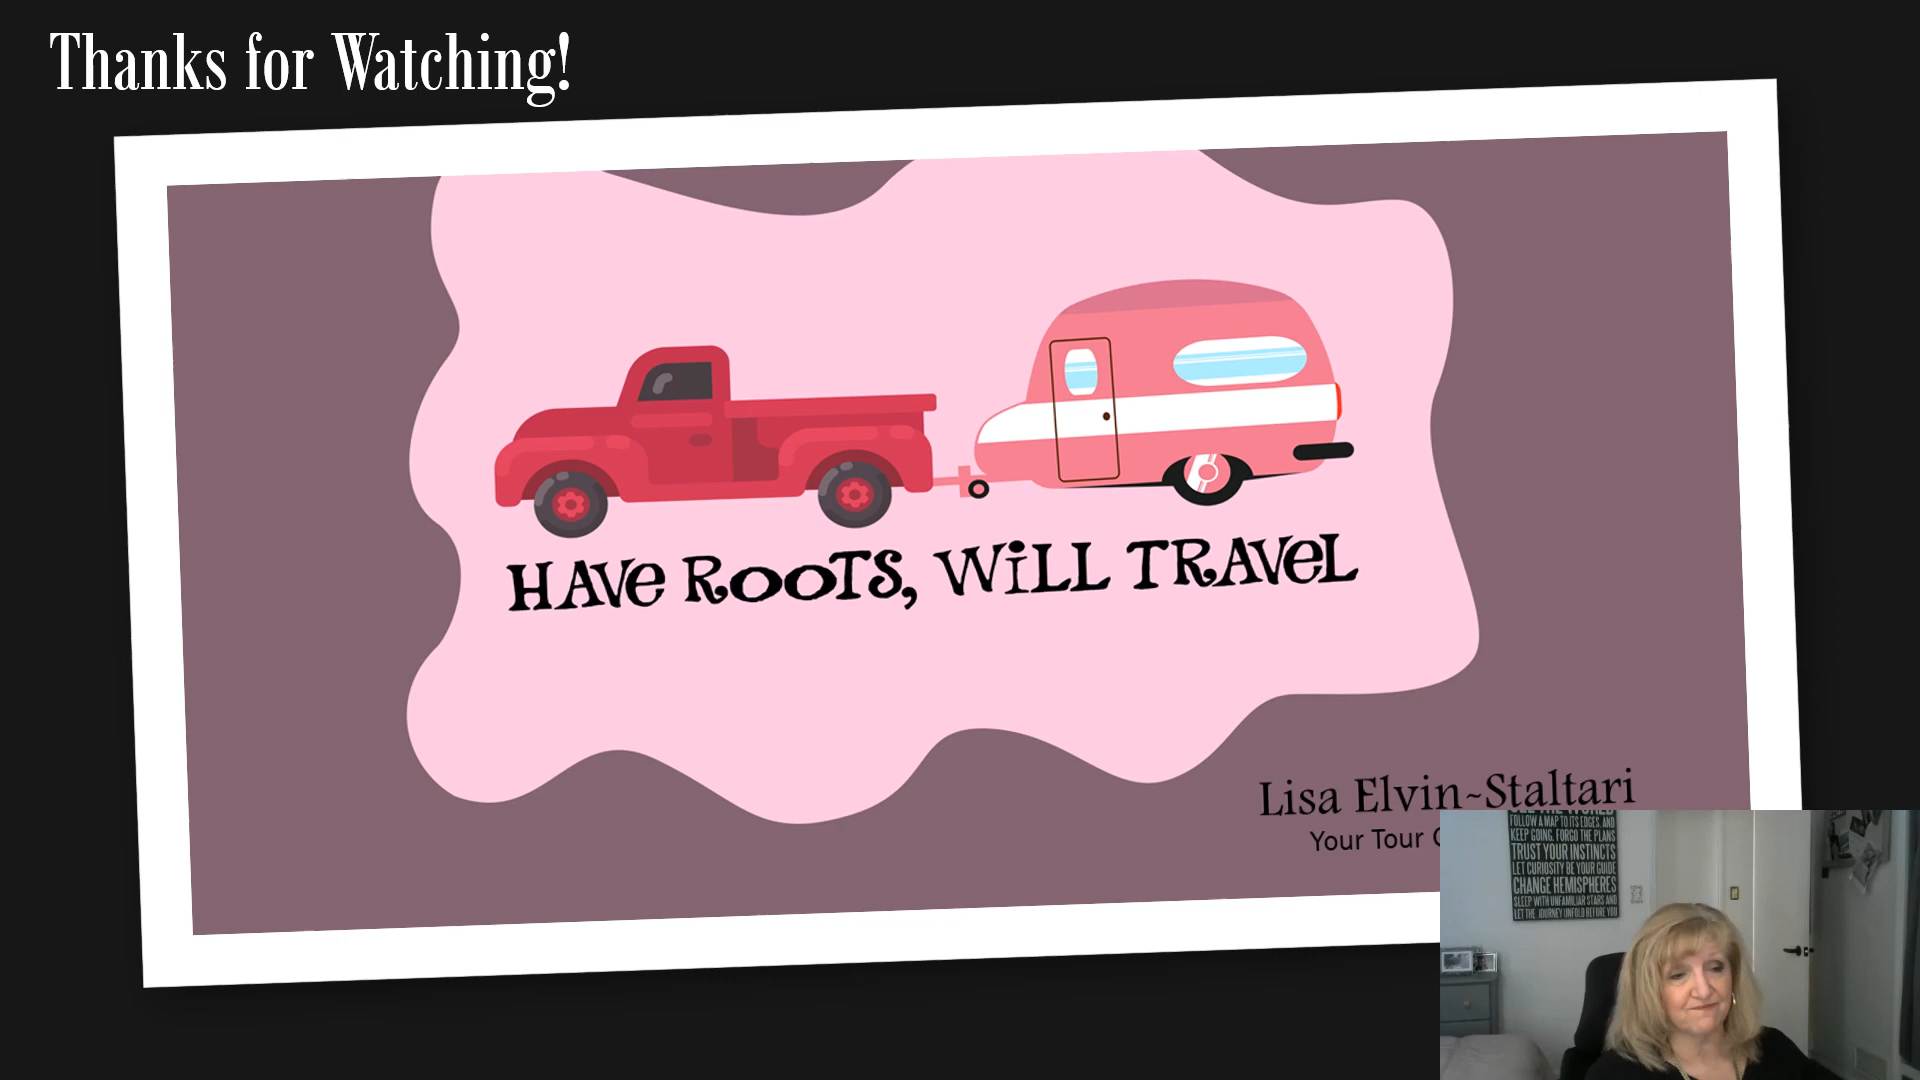 Thanks for Watching!
HAVe ROOTS, WiLL TRAVeL
Lisa Elvin~Staltari
Your Tour
FOLLOW A MAP TO ITS EDGES, AND
KEEP GOING. FORGO THE PLANS
TRUST YOUR INSTINCTS
LET CURIOSITY BE YOUR GUIDE
CHANGE HEMISPHERES
SLEEP WITH UNFAMILIAR STARS AND
LET THE JOURNEY UNFOLD BEFORE YOU